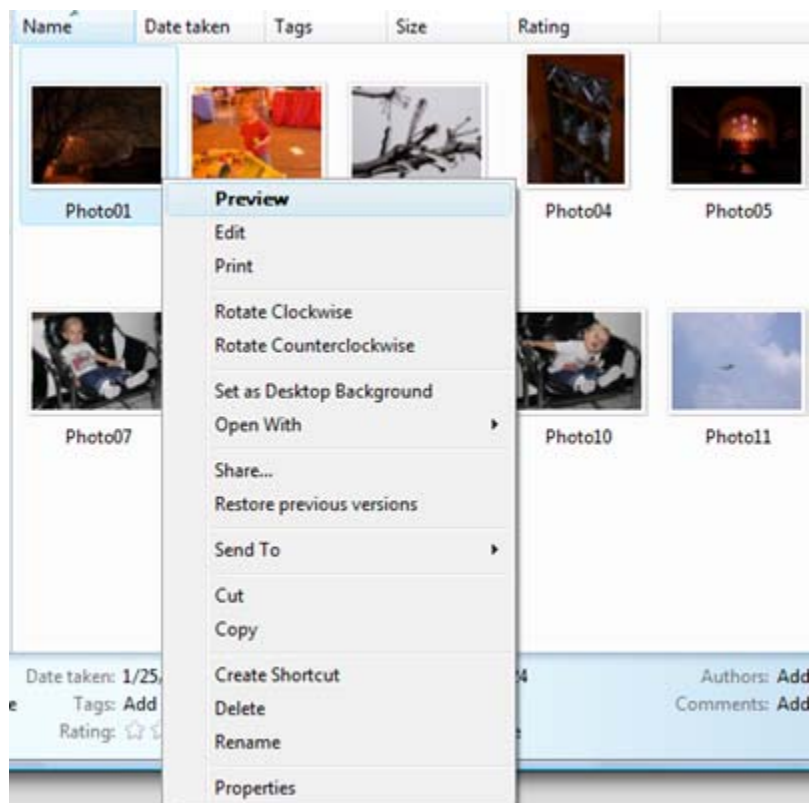 Name Date taken Tags Size Rating
Photo01 Photo04 Photo05
Preview
Edit
Print
Rotate Clockwise
Rotate Counterclockwise
Set as Desktop Background
Photo07 Open With Photo10 Photo11
Share...
Restore previous versions
Send To
Cut
Copy
Date taken: 1/25, Create Shortcut 24 Authors: Add
Tags: Add Delete Comments: Add
Rating: Rename
Properties